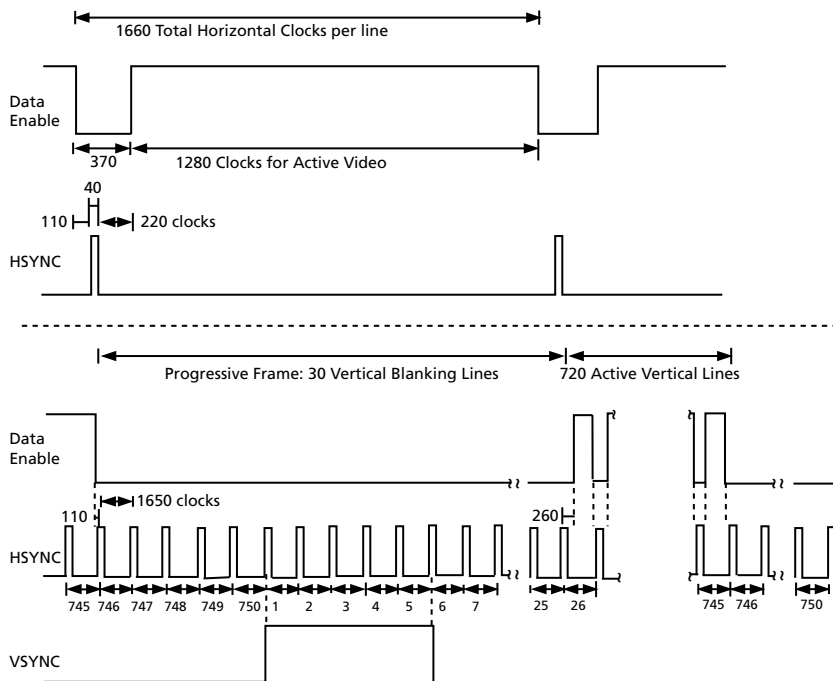 1660 Total Horizontal Clocks per line
Data
Enable
370
1280 Clocks for Active Video
40
110
220 clocks
HSYNC
Progressive Frame: 30 Vertical Blanking Lines
720 Active Vertical Lines
Data
Enable
1650 clocks
110
260
HSYNC
745 746 747 748 749 750 1 2 3 4 5 6 7 25 26 745 746 750
VSYNC